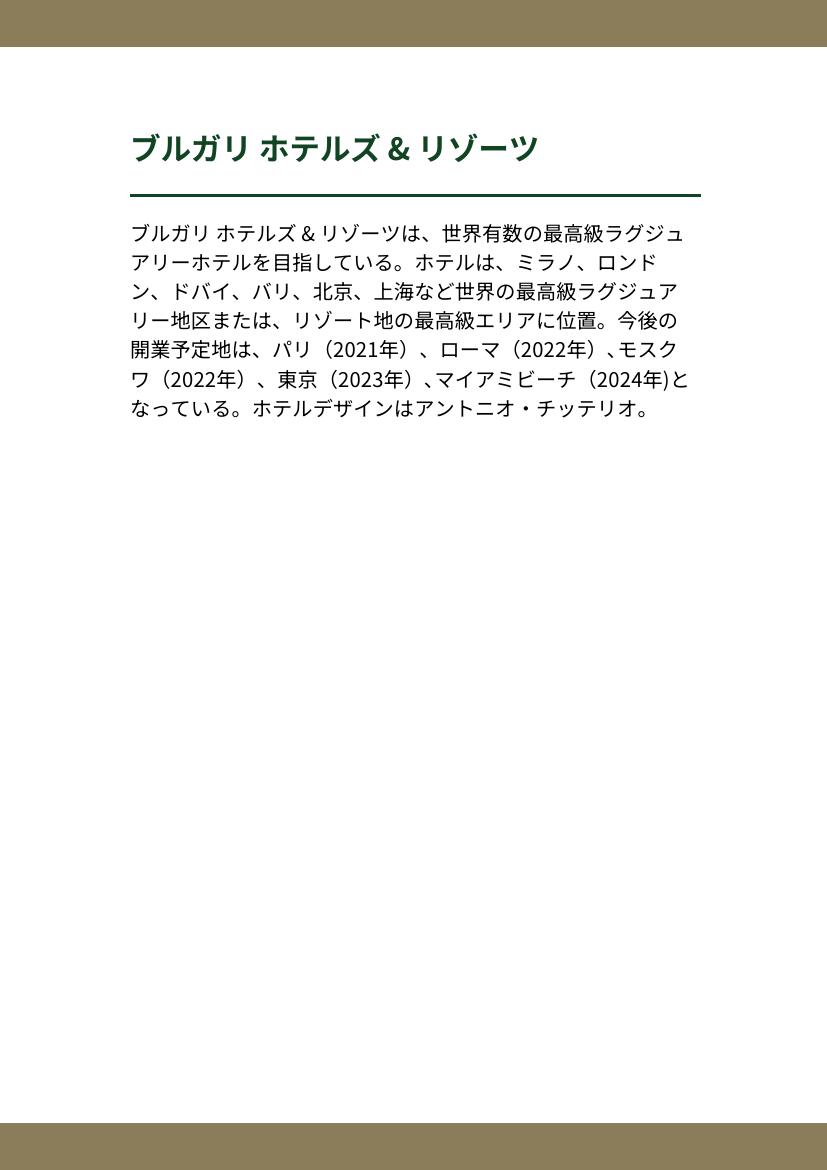 ブルガリ ホテルズ & リゾーツ
ブルガリ ホテルズ & リゾーツは、世界有数の最高級ラグジュ
アリーホテルを目指している。ホテルは、ミラノ、ロンド
ン、ドバイ、バリ、北京、上海など世界の最高級ラグジュア
リー地区または、リゾート地の最高級エリアに位置。今後の
開業予定地は、パリ（2021年）、ローマ（2022年）､モスク
ワ（2022年）、東京（2023年）､マイアミビーチ（2024年)と
なっている。ホテルデザインはアントニオ・チッテリオ。